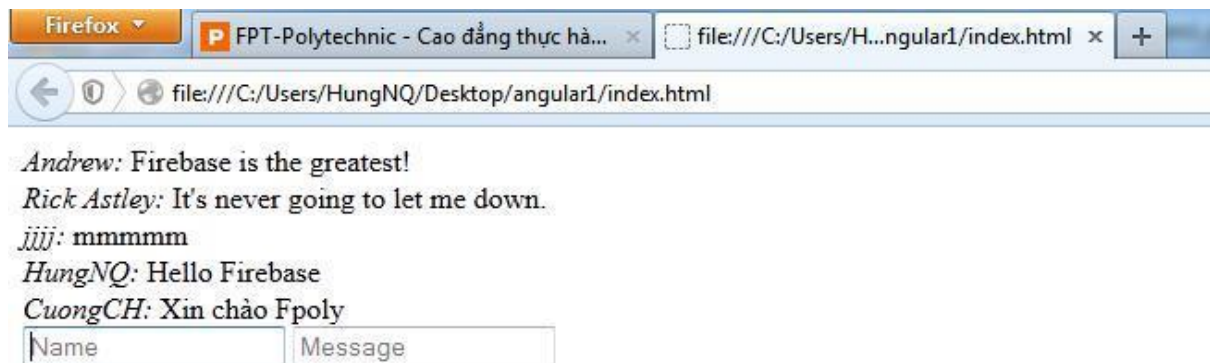 Firefox
FPT-Polytechnic - Cao đẳng thực hà... file:///C:/Users/H...ngular1/index.html
file:///C:/Users/HungNQ/Desktop/angular1/index.html
Andrew: Firebase is the greatest!
Rick Astley: It's never going to let me down.
jjjj: mmmmm
HungNQ: Hello Firebase
CuongCH: Xin chào Fpoly
Name Message